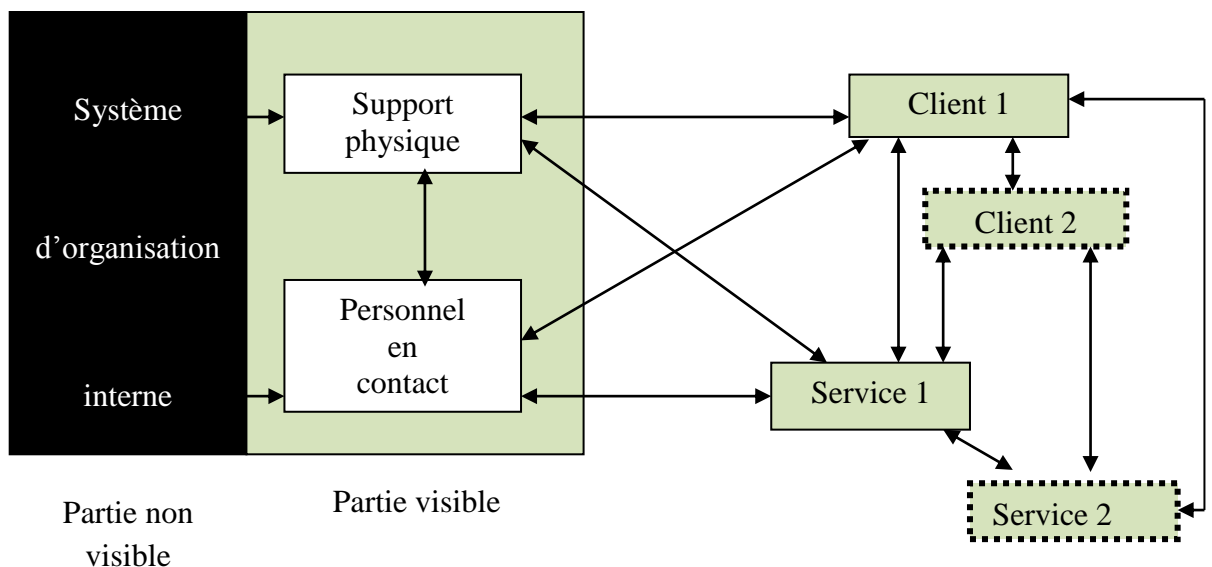 Système
d’organisation
interne
Support
physique
Personnel
en
contact
Client 1
Client 2
Service 1
Service 2
Partie non
visible
Partie visible